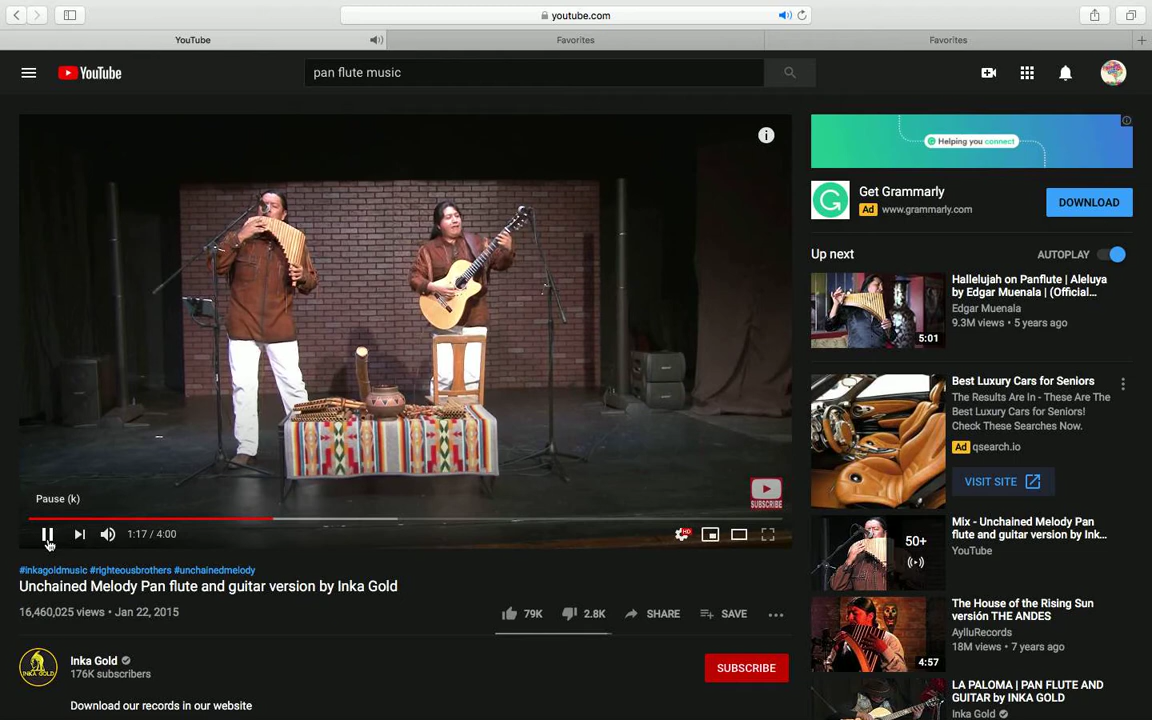 youtube.com
YouTube
Favorites
Favorites
YouTube
pan flute music
Helping you connect
Get Grammarly
Ad www.grammarly.com
DOWNLOAD
Up next
AUTOPLAY
Hallelujah on Panflute | Aleluya
by Edgar Muenala | (Official...
Edgar Muenala
9.3M views • 5 years ago
5:01
Best Luxury Cars for Seniors
The Results Are In - These Are The
Best Luxury Cars for Seniors!
Check These Searches Now.
Ad qsearch.io
VISIT SITE
Pause (k)
SUBSCRIBE
1:17 / 4:00
HD
#inkagoldmusic #righteousbrothers #unchainedmelody
Unchained Melody Pan flute and guitar version by Inka Gold
16,460,025 views • Jan 22, 2015
79K
2.8K
SHARE
SAVE
INKA GOLD
Inka Gold
176K subscribers
SUBSCRIBE
Download our records in our website
50+
Mix - Unchained Melody Pan
flute and guitar version by Ink...
YouTube
The House of the Rising Sun
versión THE ANDES
AylluRecords
18M views • 7 years ago
4:57
LA PALOMA | PAN FLUTE AND
GUITAR by INKA GOLD
Inka Gold